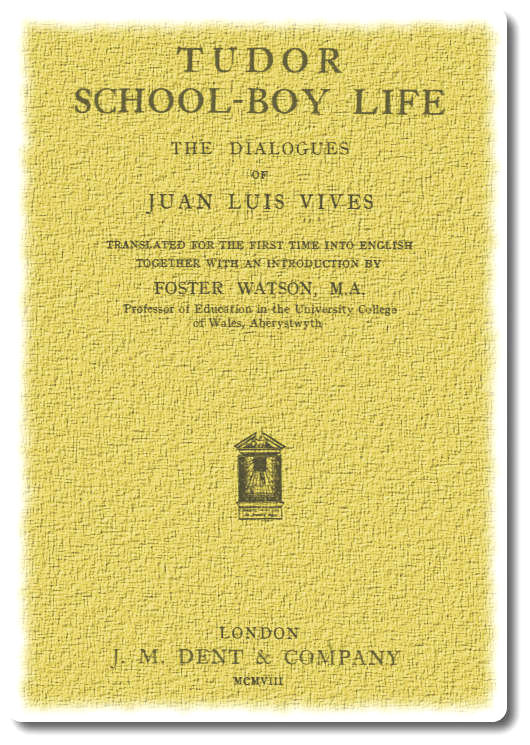 TUDOR
SCHOOL-BOY LIFE
THE DIALOGUES
OF
JUAN LUIS VIVES
TRANSLATED FOR THE FIRST TIME INTO ENGLISH
TOGETHER WITH AN INTRODUCTION BY
FOSTER WATSON, M.A.
Professor of Education in the University College
of Wales, Aberystwyth
LONDON
J. M. DENT & COMPANY
MCMVIII